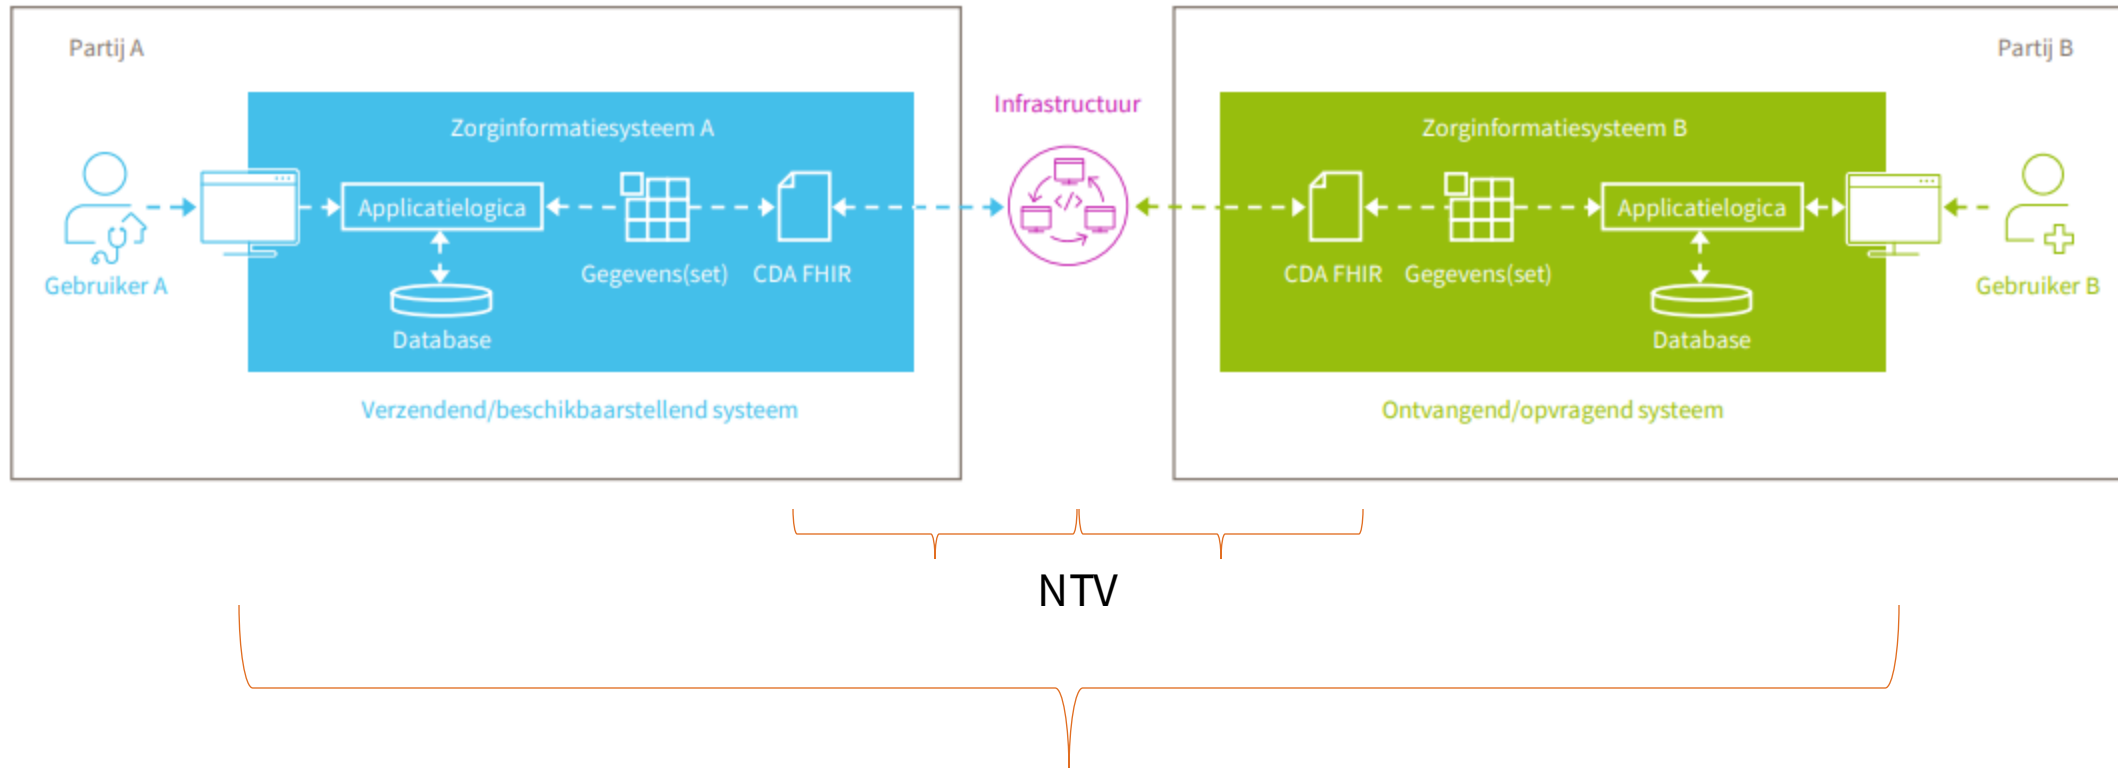 Partij A
Zorginformatiesysteem A
Gebruiker A
Applicatielogica
Database
Gegevens(set)
CDA FHIR
Verzendend/beschikbaarstellend systeem
Infrastructuur
</>
Partij B
Zorginformatiesysteem B
CDA FHIR
Gegevens(set)
Applicatielogica
Database
Gebruiker B
Ontvangend/opvragend systeem
NTV